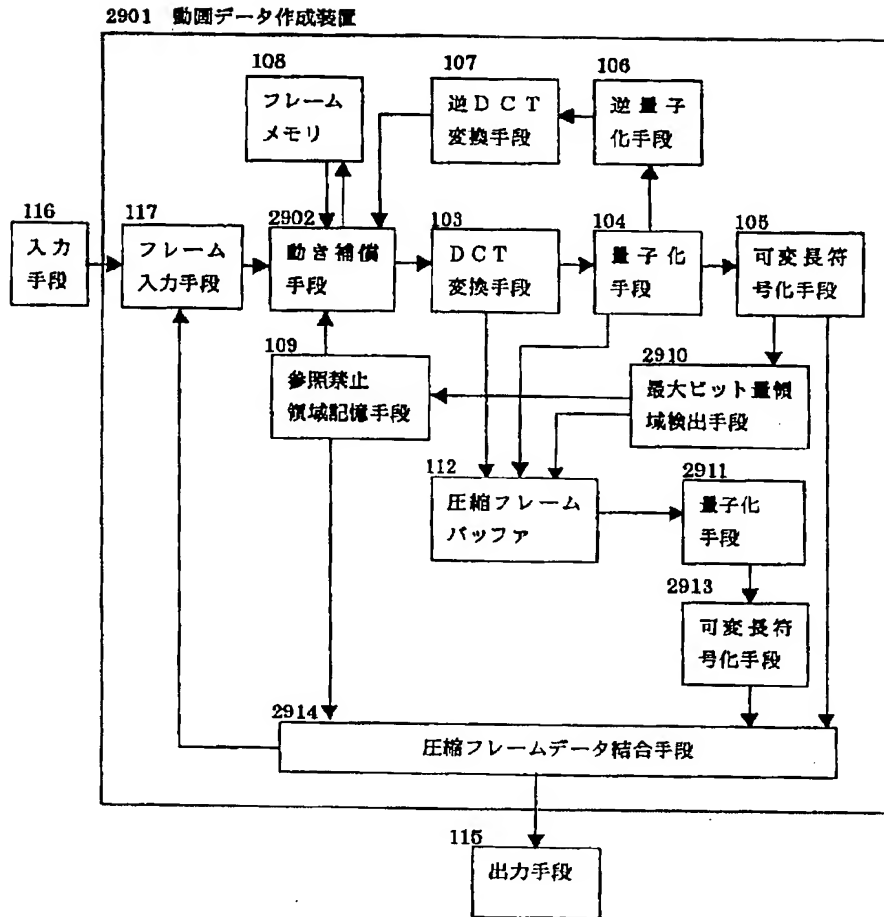 2901 動画データ作成装置
108
フレーム
メモリ
107
逆DCT
変換手段
106
逆量子
化手段
116
入力
手段
117
フレーム
入力手段
2902
動き補償
手段
103
DCT
変換手段
104
量子化
手段
105
可変長符
号化手段
109
参照禁止
領域記憶手段
2910
最大ビット量領
域検出手段
112
圧縮フレーム
バッファ
2911
量子化
手段
2913
可変長符
号化手段
2914
圧縮フレームデータ結合手段
115
出力手段